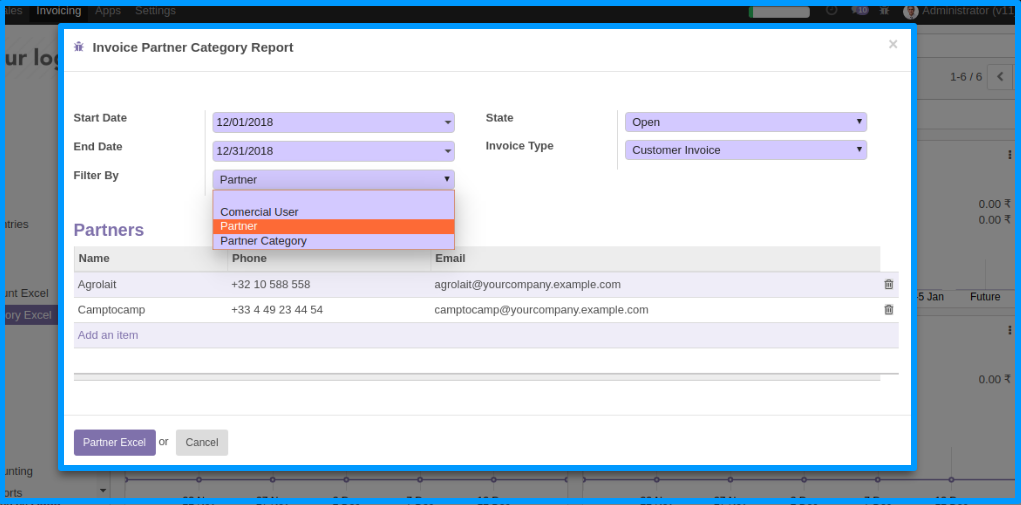 Invoicing Apps Settings
10 Administrator (v11
Invoice Partner Category Report ×
1-6 / 6
Start Date 12/01/2018 State Open
End Date 12/31/2018 Invoice Type Customer Invoice
Filter By Partner
Comercial User
Partner
Partner Category
0.00 ₹
0.00 ₹
Partners
Name Phone Email
Agrolait +32 10 588 558 agrolait@yourcompany.example.com
Camptocamp +33 4 49 23 44 54 camptocamp@yourcompany.example.com
Add an item
unt Excel
ory Excel
5 Jan Future
0.00 ₹
Partner Excel or Cancel
unting
orts